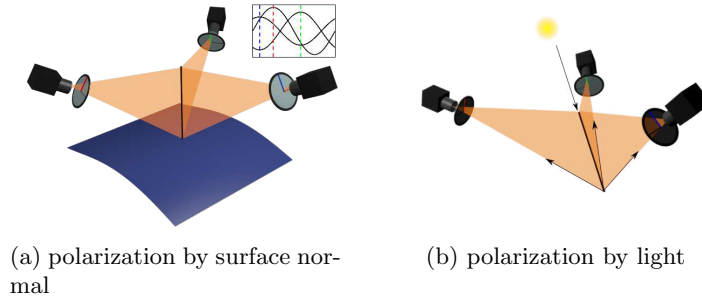 (a) polarization by surface nor-
mal
(b) polarization by light